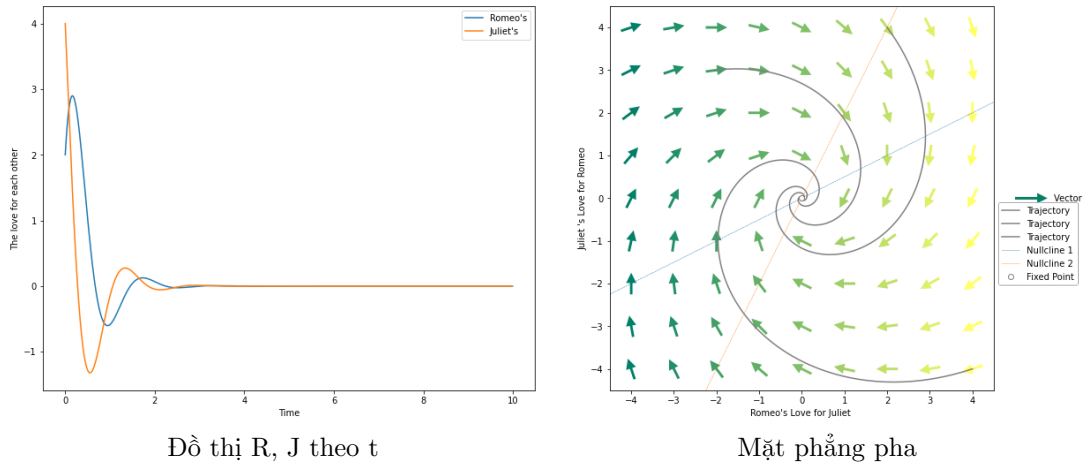 Romeo's
Juliet's
The love for each other
4
3
2
1
0
−1
0
2
4
6
8
10
Time
Đồ thị R, J theo t
Juliet 's Love for Romeo
4
3
2
1
0
−1
−2
−3
−4
−4
−3
−2
−1
0
1
2
3
4
Romeo's Love for Juliet
Vector
Trajectory
Trajectory
Trajectory
Nullcline 1
Nullcline 2
Fixed Point
Mặt phẳng pha